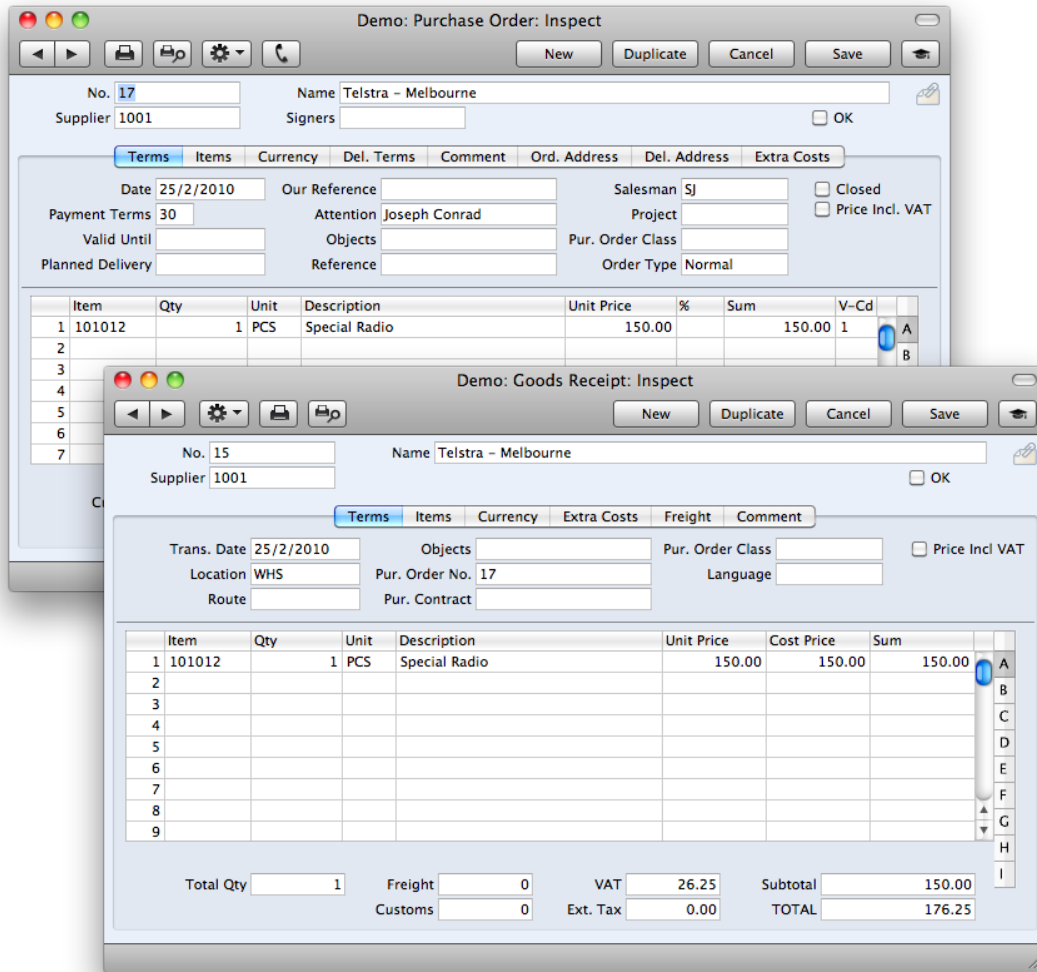 Demo: Purchase Order: Inspect
New Duplicate Cancel Save
No. 17 Name Telstra – Melbourne
Supplier 1001 Signers OK
Terms Items Currency Del. Terms Comment Ord. Address Del. Address Extra Costs
Date 25/2/2010 Our Reference Salesman SJ Closed
Payment Terms 30 Attention Joseph Conrad Project Price Incl. VAT
Valid Until Objects Pur. Order Class
Planned Delivery Reference Order Type Normal
Item Qty Unit Description Unit Price % Sum V-Cd
1 101012 1 PCS Special Radio 150.00 150.00 1 A
2 B
3
4
5
6
7
Demo: Goods Receipt: Inspect
New Duplicate Cancel Save
No. 15 Name Telstra – Melbourne
Supplier 1001 OK
Terms Items Currency Extra Costs Freight Comment
Trans. Date 25/2/2010 Objects Pur. Order Class Price Incl VAT
Location WHS Pur. Order No. 17 Language
Route Pur. Contract
Item Qty Unit Description Unit Price Cost Price Sum
1 101012 1 PCS Special Radio 150.00 150.00 150.00 A
2 B
3 C
4
5 D
6 E
7 F
8 G
9 H
I
Total Qty 1 Freight 0 VAT 26.25 Subtotal 150.00
Customs 0 Ext. Tax 0.00 TOTAL 176.25